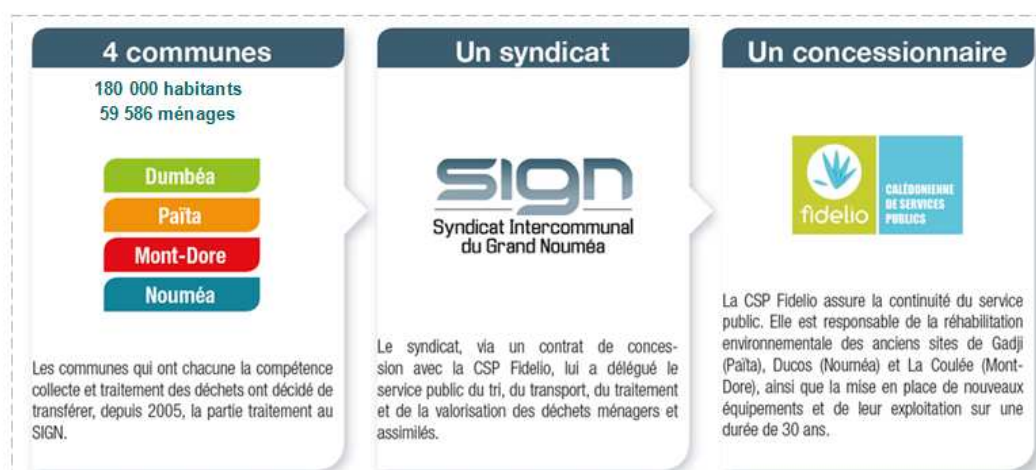 4 communes
180 000 habitants
59 586 ménages
Dumbéa
Païta
Mont-Dore
Nouméa
Les communes qui ont chacune la compétence
collecte et traitement des déchets ont décidé de
transférer, depuis 2005, la partie traitement au
SIGN.
Un syndicat
sign
Syndicat Intercommunal
du Grand Nouméa
Le syndicat, via un contrat de conces-
sion avec la CSP Fidelio, lui a délégué le
service public du tri, du transport, du traitement
et de la valorisation des déchets ménagers et
assimilés.
Un concessionnaire
fidelio
CALÉDONIENNE
DE SERVICES
PUBLICS
La CSP Fidelio assure la continuité du service
public. Elle est responsable de la réhabilitation
environnementale des anciens sites de Gadji
(Païta), Ducos (Nouméa) et La Coulée (Mont-
Dore), ainsi que la mise en place de nouveaux
équipements et de leur exploitation sur une
durée de 30 ans.